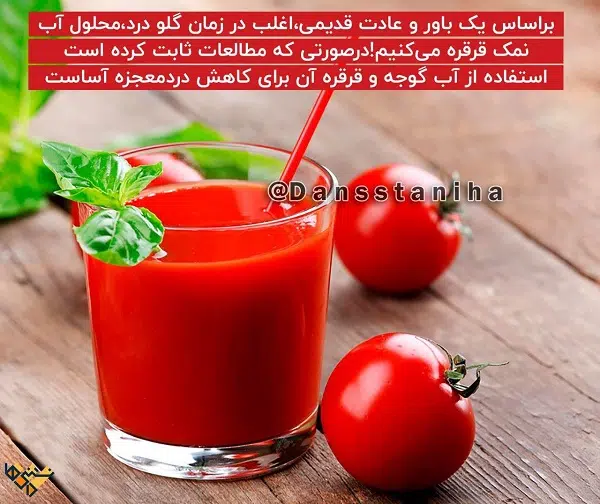 براساس یک باور و عادت قدیمی،اغلب در زمان گلو درد،محلول آب
نمک قرقره می‌کنیم!درصورتی که مطالعات ثابت کرده است
استفاده از آب گوجه و قرقره آن برای کاهش دردمعجزه آساست
@Dansstaniha